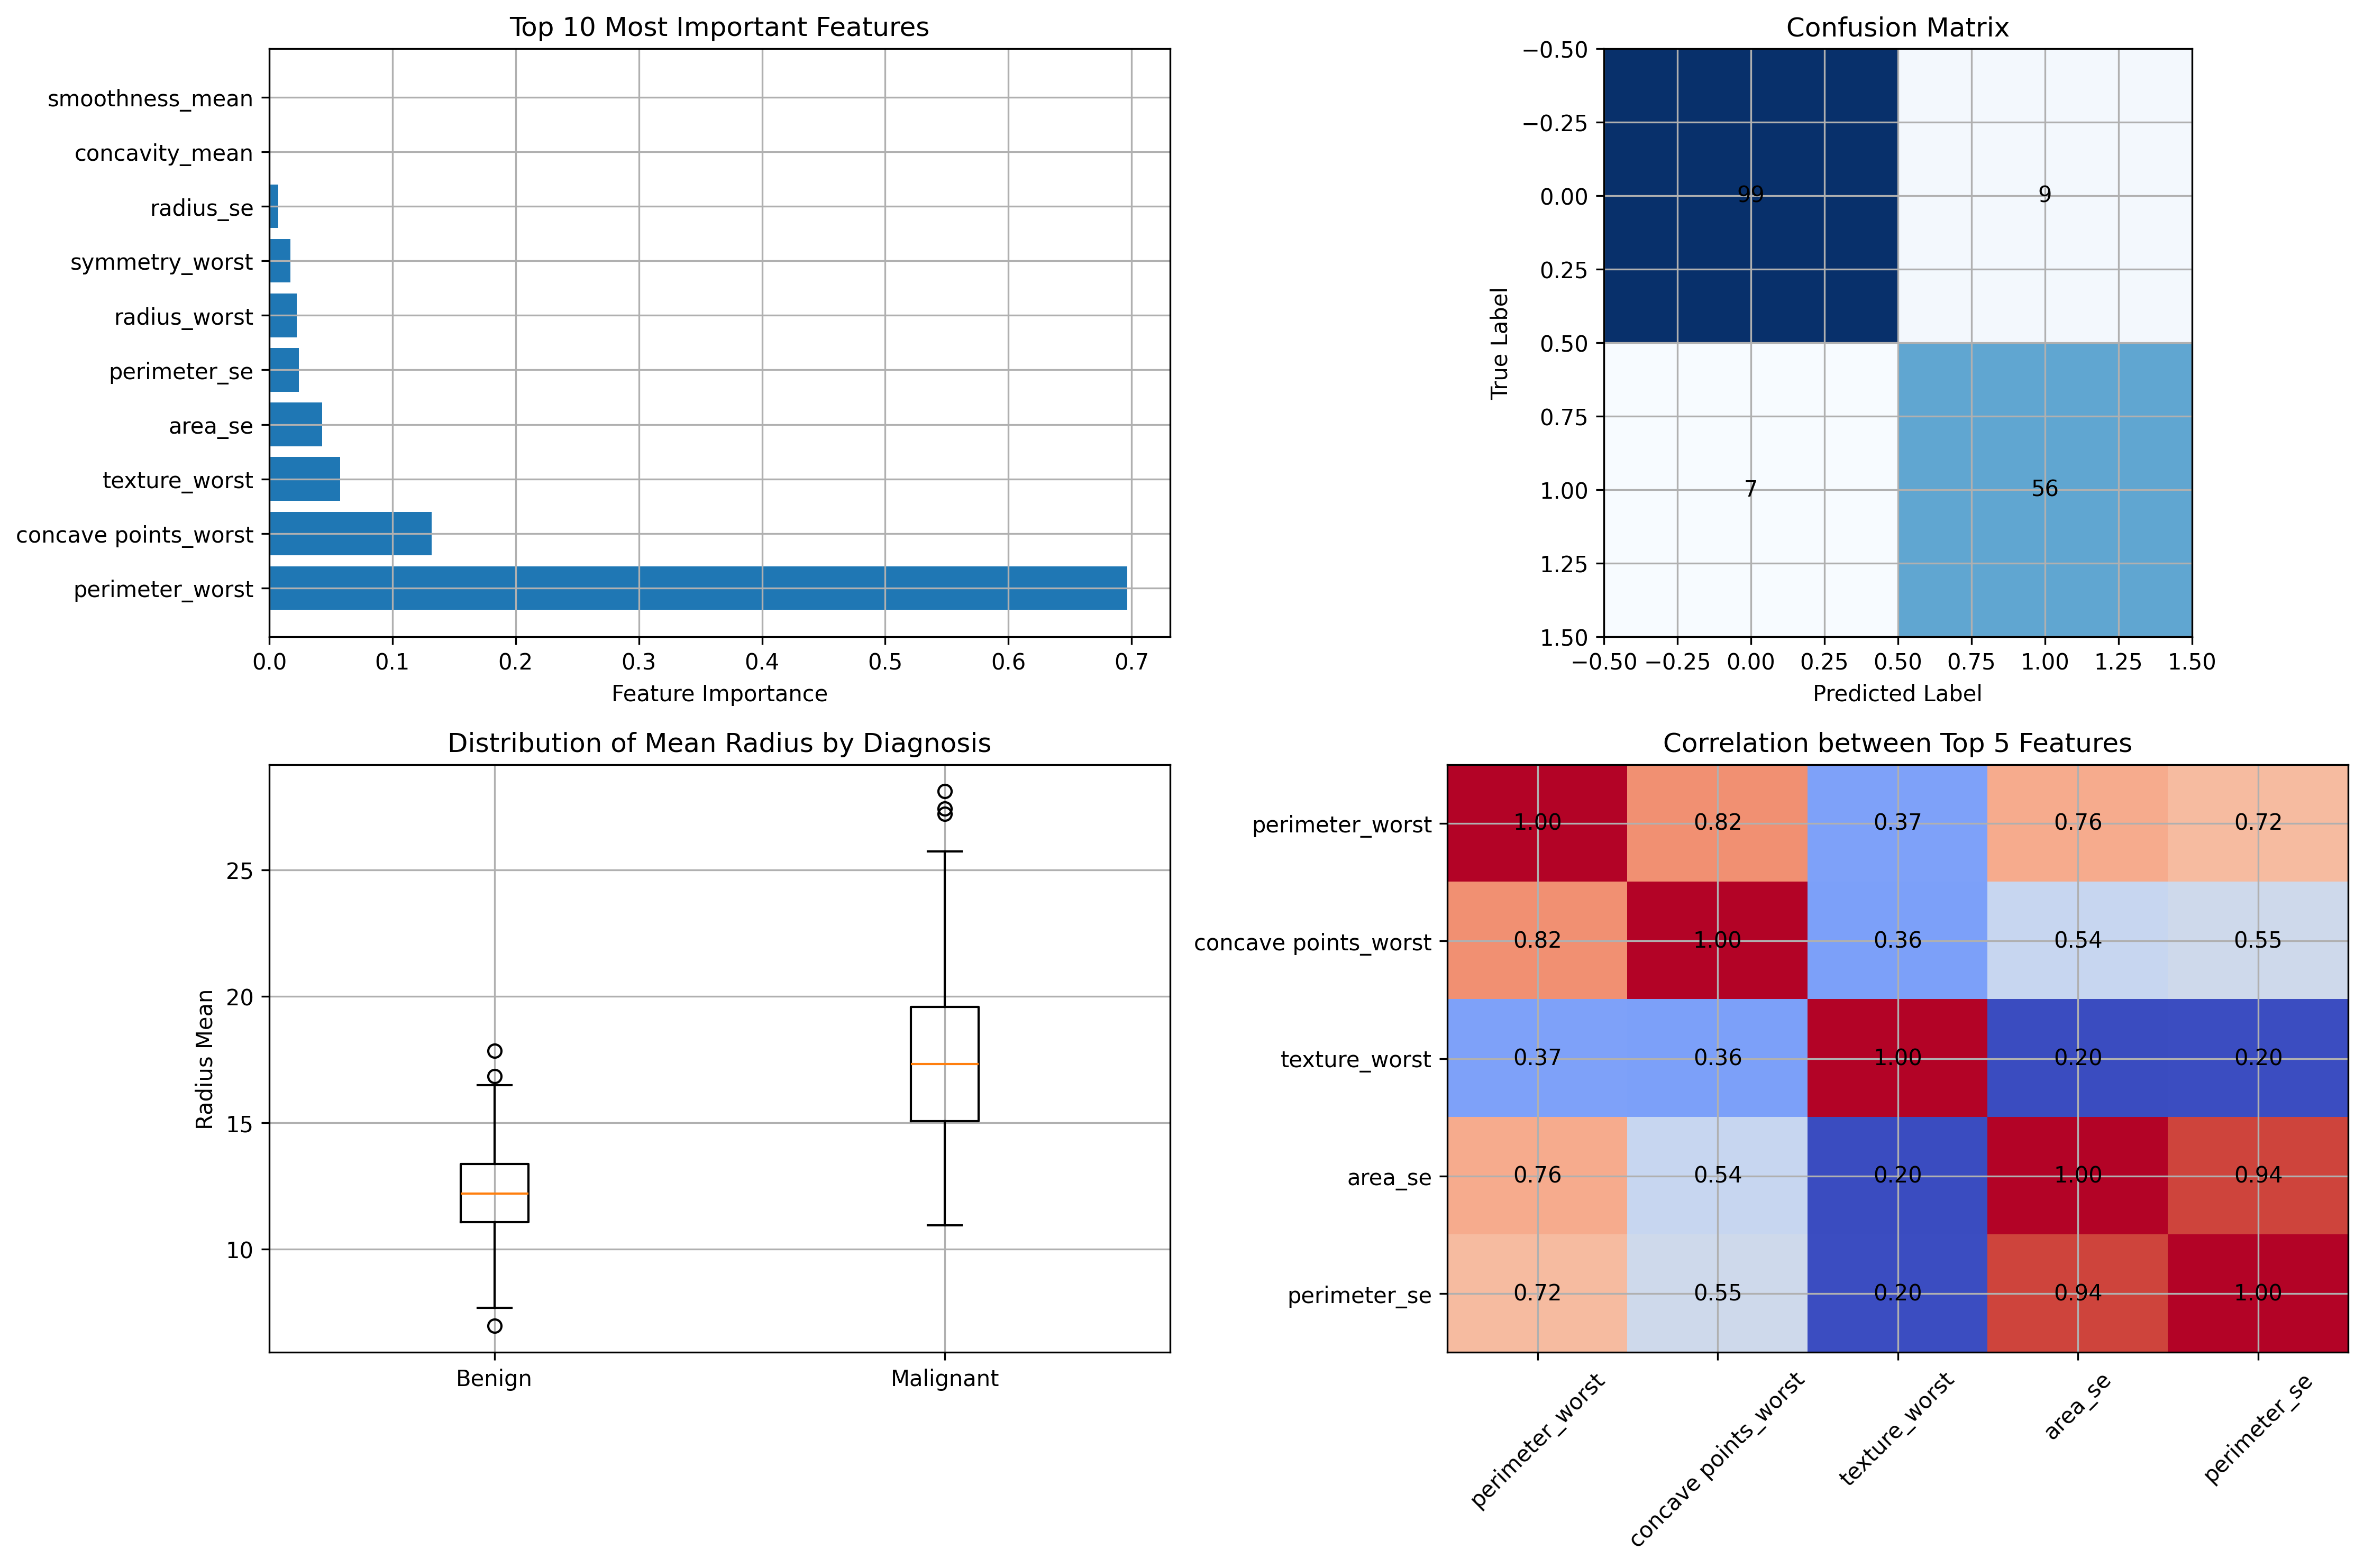 Top 10 Most Important Features
smoothness_mean
concavity_mean
radius_se
symmetry_worst
radius_worst
perimeter_se
area_se
texture_worst
concave points_worst
perimeter_worst
0.0 0.1 0.2 0.3 0.4 0.5 0.6 0.7
Feature Importance
Confusion Matrix
True Label
−0.50
−0.25
0.00
0.25
0.50
0.75
1.00
1.25
1.50
99 9
7 56
−0.50 −0.25 0.00 0.25 0.50 0.75 1.00 1.25 1.50
Predicted Label
Distribution of Mean Radius by Diagnosis
Radius Mean
25
20
15
10
Benign Malignant
Correlation between Top 5 Features
perimeter_worst 1.00 0.82 0.37 0.76 0.72
concave points_worst 0.82 1.00 0.36 0.54 0.55
texture_worst 0.37 0.36 1.00 0.20 0.20
area_se 0.76 0.54 0.20 1.00 0.94
perimeter_se 0.72 0.55 0.20 0.94 1.00
perimeter_worst
concave points_worst
texture_worst
area_se
perimeter_se